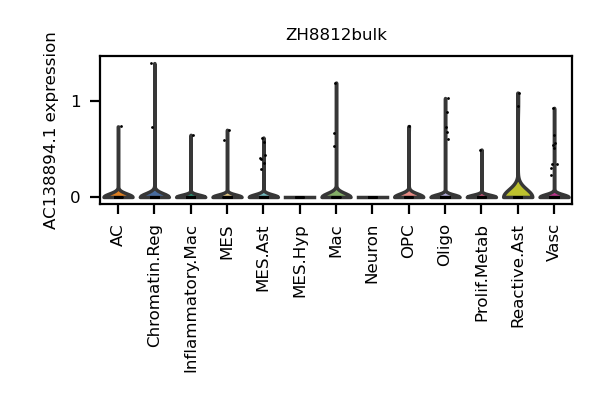 ZH8812bulk
AC138894.1 expression
1
0
AC
Chromatin.Reg
Inflammatory.Mac
MES
MES.Ast
MES.Hyp
Mac
Neuron
OPC
Oligo
Prolif.Metab
Reactive.Ast
Vasc